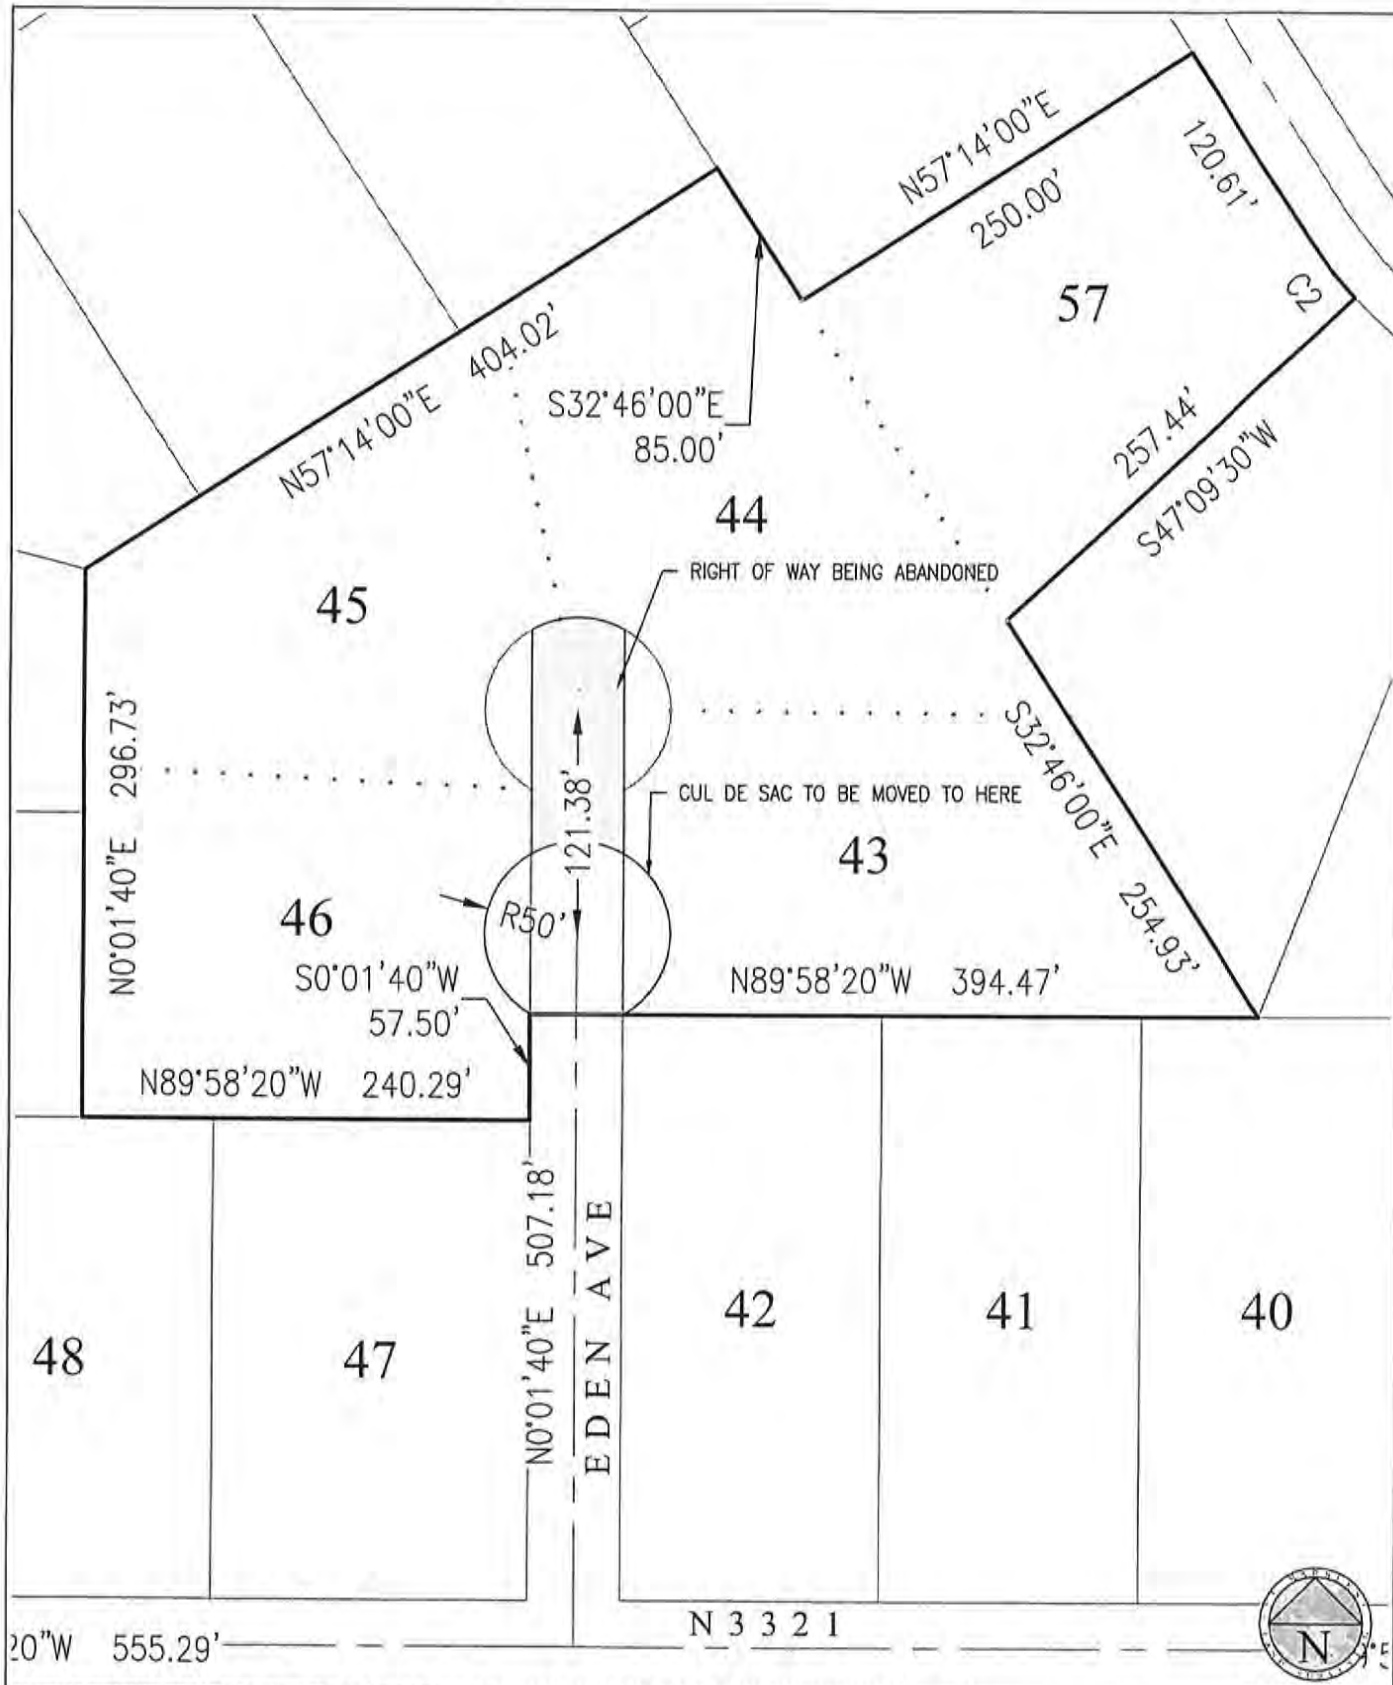 N57°14'00"E
250.00'
120.61'
C2
57
N57°14'00"E 404.02'
S32°46'00"E
85.00'
257.44'
S47°09'30"W
44
RIGHT OF WAY BEING ABANDONED
45
N0°01'40"E 296.73'
121.38'
CUL DE SAC TO BE MOVED TO HERE
S32°46'00"E 254.93'
43
46
R50'
S0°01'40"W
57.50'
N89°58'20"W 394.47'
N89°58'20"W 240.29'
N0°01'40"E 507.18'
EDEN AVE
48
47
42
41
40
N3321
20"W 555.29'
N